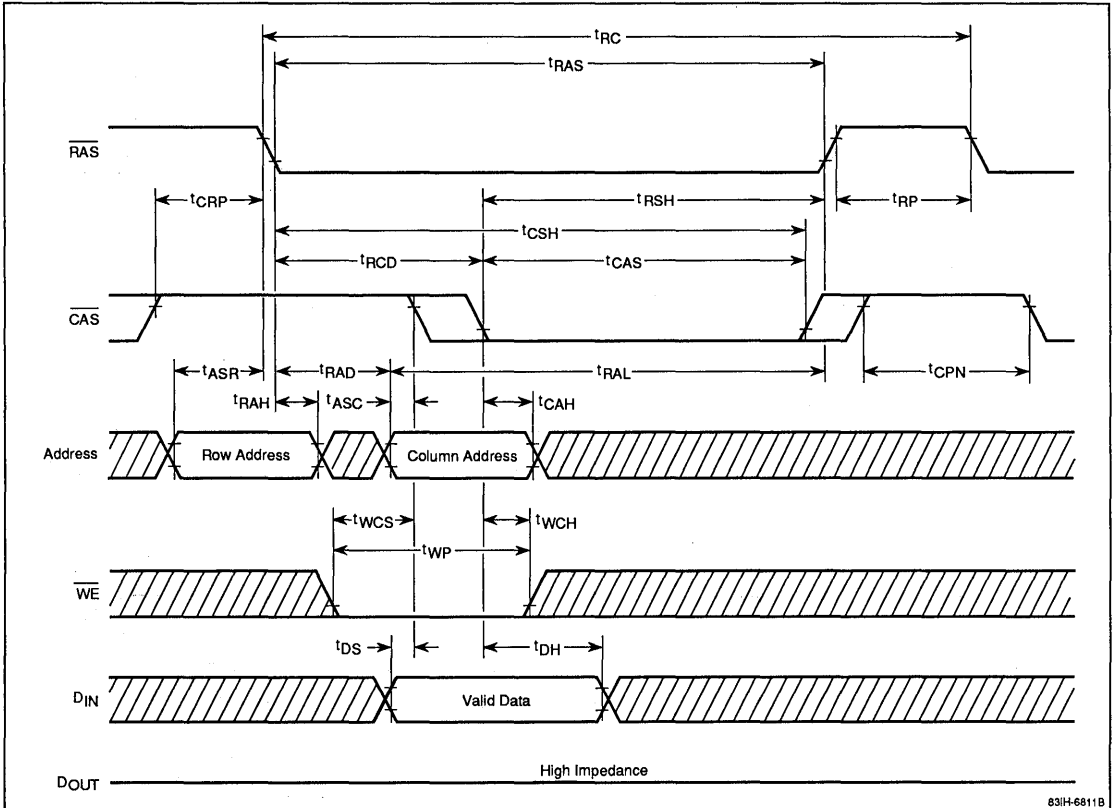 tRC
tRAS
RAS
tCRP
tRSH
tRP
tCSH
tRCD
tCAS
CAS
tASR
tRAD
tRAL
tCPN
tRAH
tASC
tCAH
Address
Row Address
Column Address
tWCS
tWCH
tWP
WE
tDS
tDH
DIN
Valid Data
High Impedance
DOUT
83IH-6811B